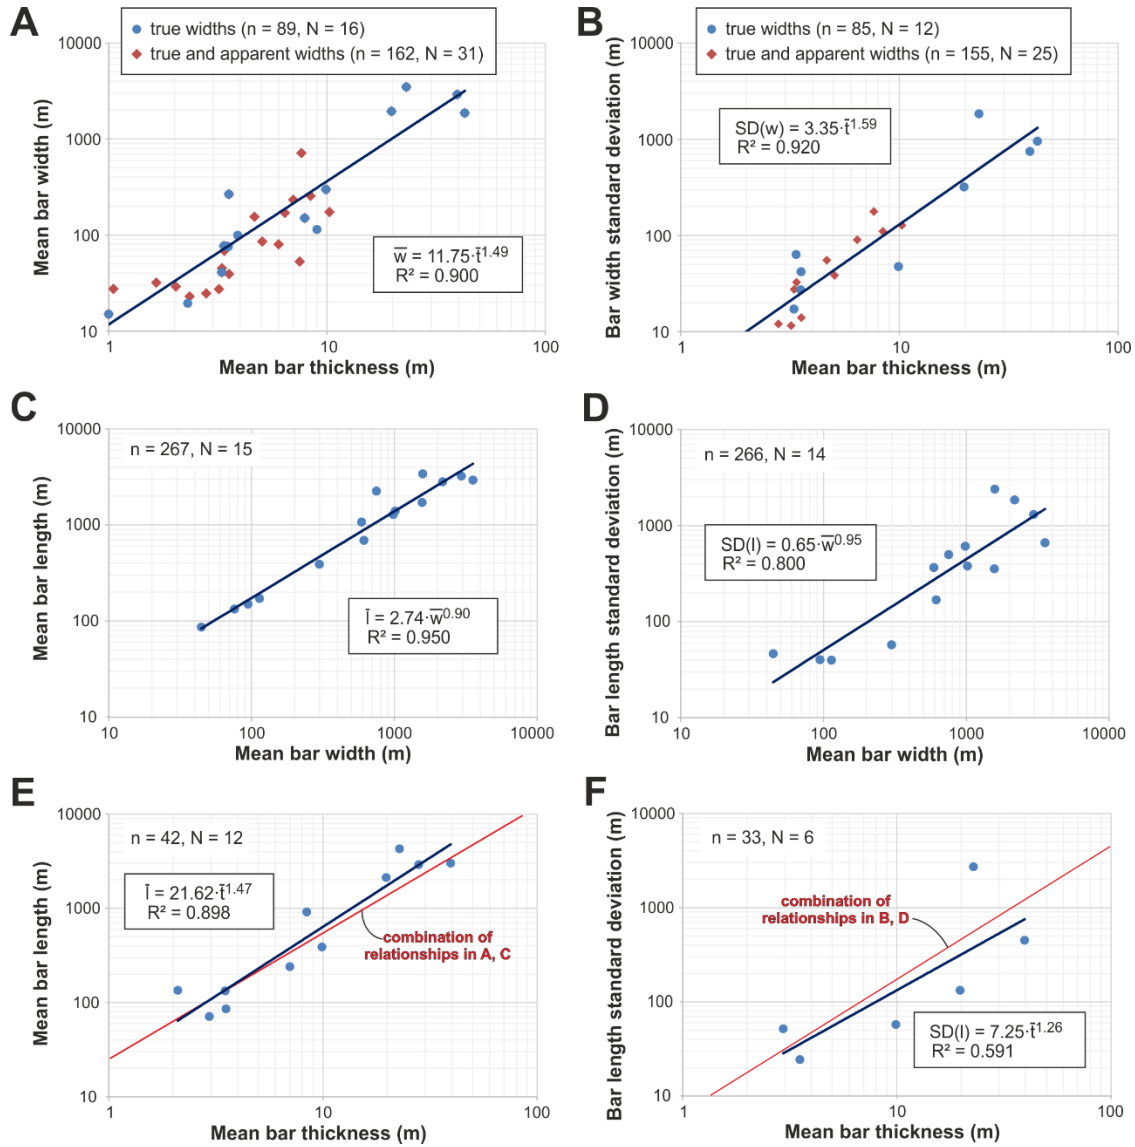 A
true widths (n = 89, N = 16)
true and apparent widths (n = 162, N = 31)
10000
1000
100
10
1
10
100
Mean bar width (m)
Mean bar thickness (m)
w̅ = 11.75·t̄^1.49
R² = 0.900
B
true widths (n = 85, N = 12)
true and apparent widths (n = 155, N = 25)
10000
1000
100
10
1
10
100
Bar width standard deviation (m)
Mean bar thickness (m)
SD(w) = 3.35·t̄^1.59
R² = 0.920
C
n = 267, N = 15
10000
1000
100
10
10
100
1000
10000
Mean bar length (m)
Mean bar width (m)
l̄ = 2.74·w̅^0.90
R² = 0.950
D
n = 266, N = 14
10000
1000
100
10
10
100
1000
10000
Bar length standard deviation (m)
Mean bar width (m)
SD(l) = 0.65·w̅^0.95
R² = 0.800
E
n = 42, N = 12
10000
1000
100
10
1
10
100
Mean bar length (m)
Mean bar thickness (m)
l̄ = 21.62·t̄^1.47
R² = 0.898
combination of
relationships in A, C
F
n = 33, N = 6
10000
1000
100
10
1
10
100
Bar length standard deviation (m)
Mean bar thickness (m)
combination of
relationships in B, D
SD(l) = 7.25·t̄^1.26
R² = 0.591